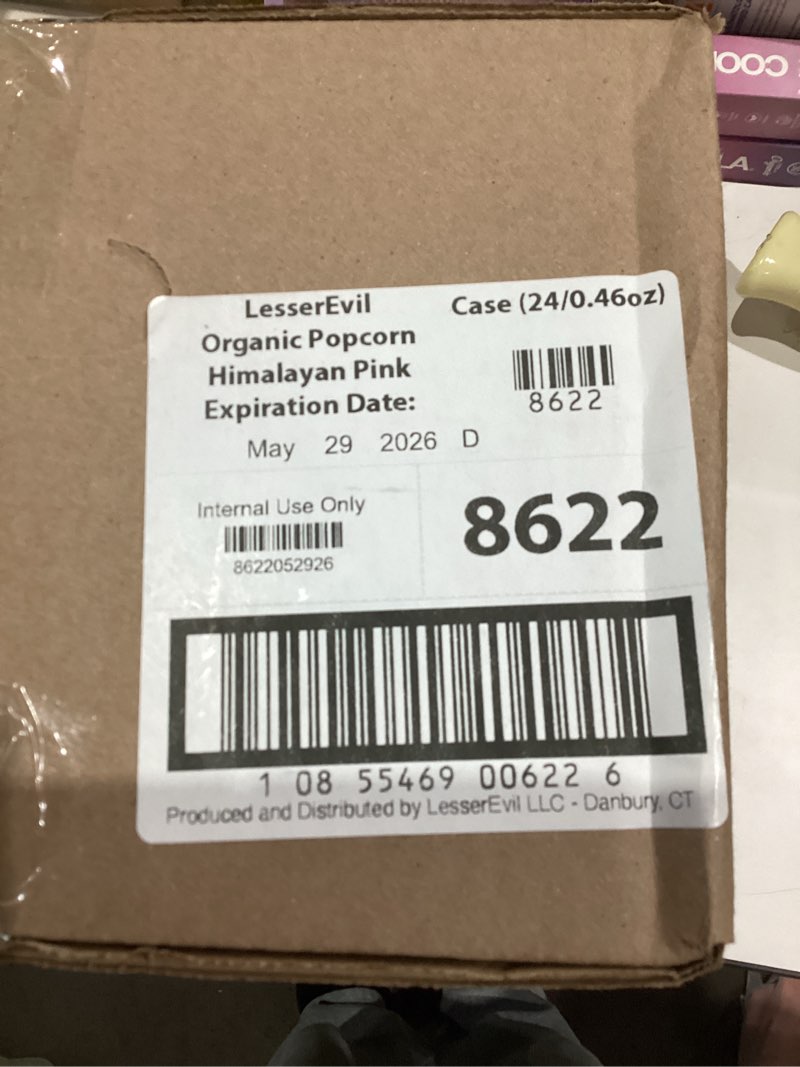 LesserEvil
Organic Popcorn
Himalayan Pink
Expiration Date:
May 29 2026 D
Case (24/0.46oz)
8622
Internal Use Only
8622052926
8622
1 08 55469 00622 6
Produced and Distributed by LesserEvil LLC - Danbury, CT